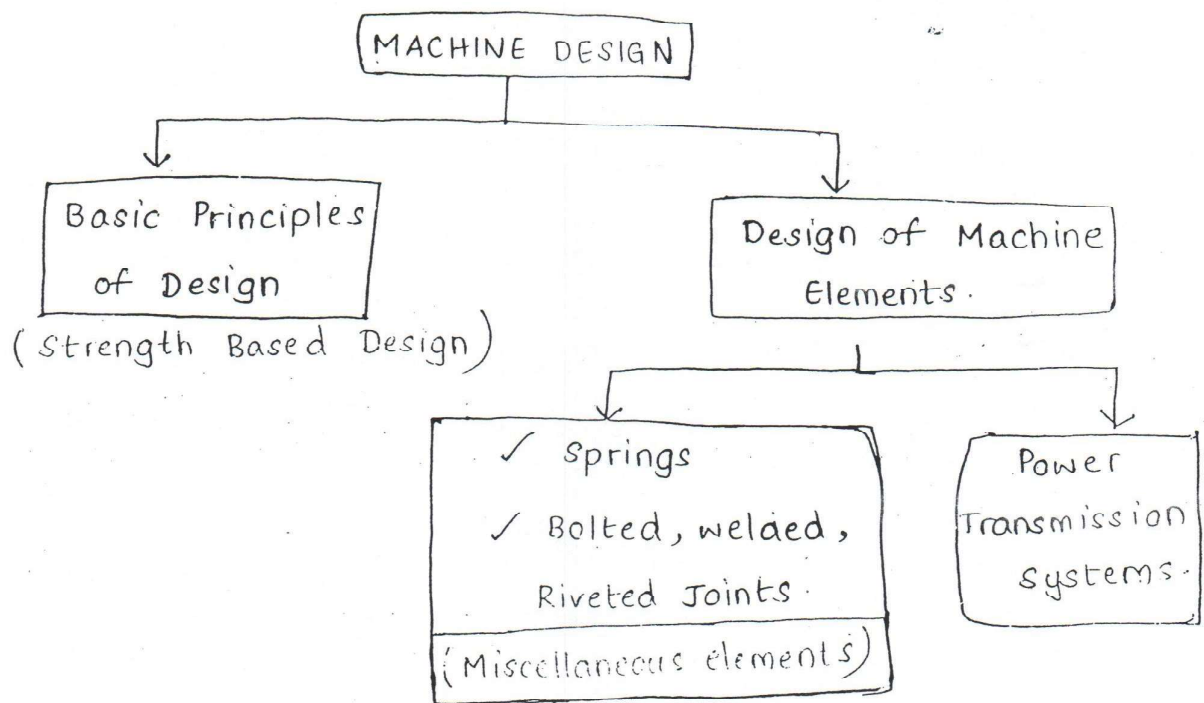 MACHINE DESIGN
Basic Principles
of Design
(Strength Based Design)
Design of Machine
Elements.
✓ Springs
✓ Bolted, welded,
Riveted Joints.
(Miscellaneous elements)
Power
Transmission
Systems.